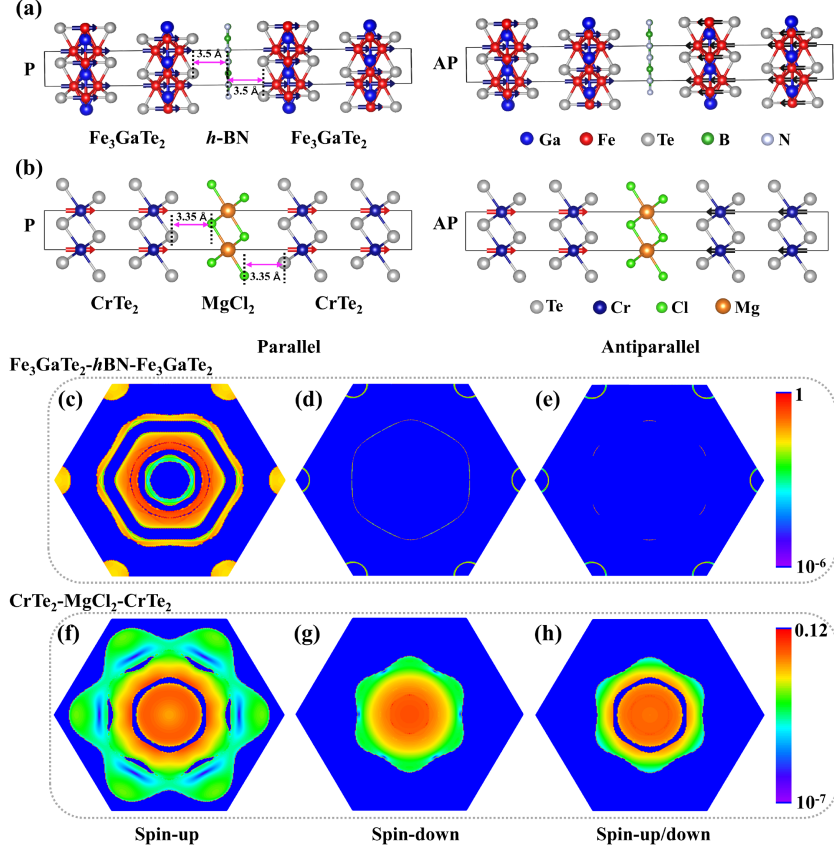 (a)
P
3.5 Å
3.5 Å
Fe₃GaTe₂ h-BN Fe₃GaTe₂
AP
Ga Fe Te B N
(b)
P
3.35 Å
3.35 Å
CrTe₂ MgCl₂ CrTe₂
AP
Te Cr Cl Mg
Parallel Antiparallel
Fe₃GaTe₂-hBN-Fe₃GaTe₂
(c) (d) (e) 1
10⁻⁶
CrTe₂-MgCl₂-CrTe₂
(f) (g) (h) 0.12
10⁻⁷
Spin-up Spin-down Spin-up/down